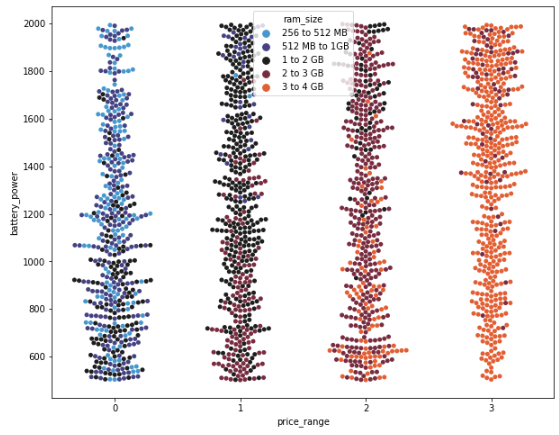 ram_size
256 to 512 MB
512 MB to 1GB
1 to 2 GB
2 to 3 GB
3 to 4 GB
2000
1800
1600
1400
1200
1000
800
600
battery_power
0 1 2 3
price_range